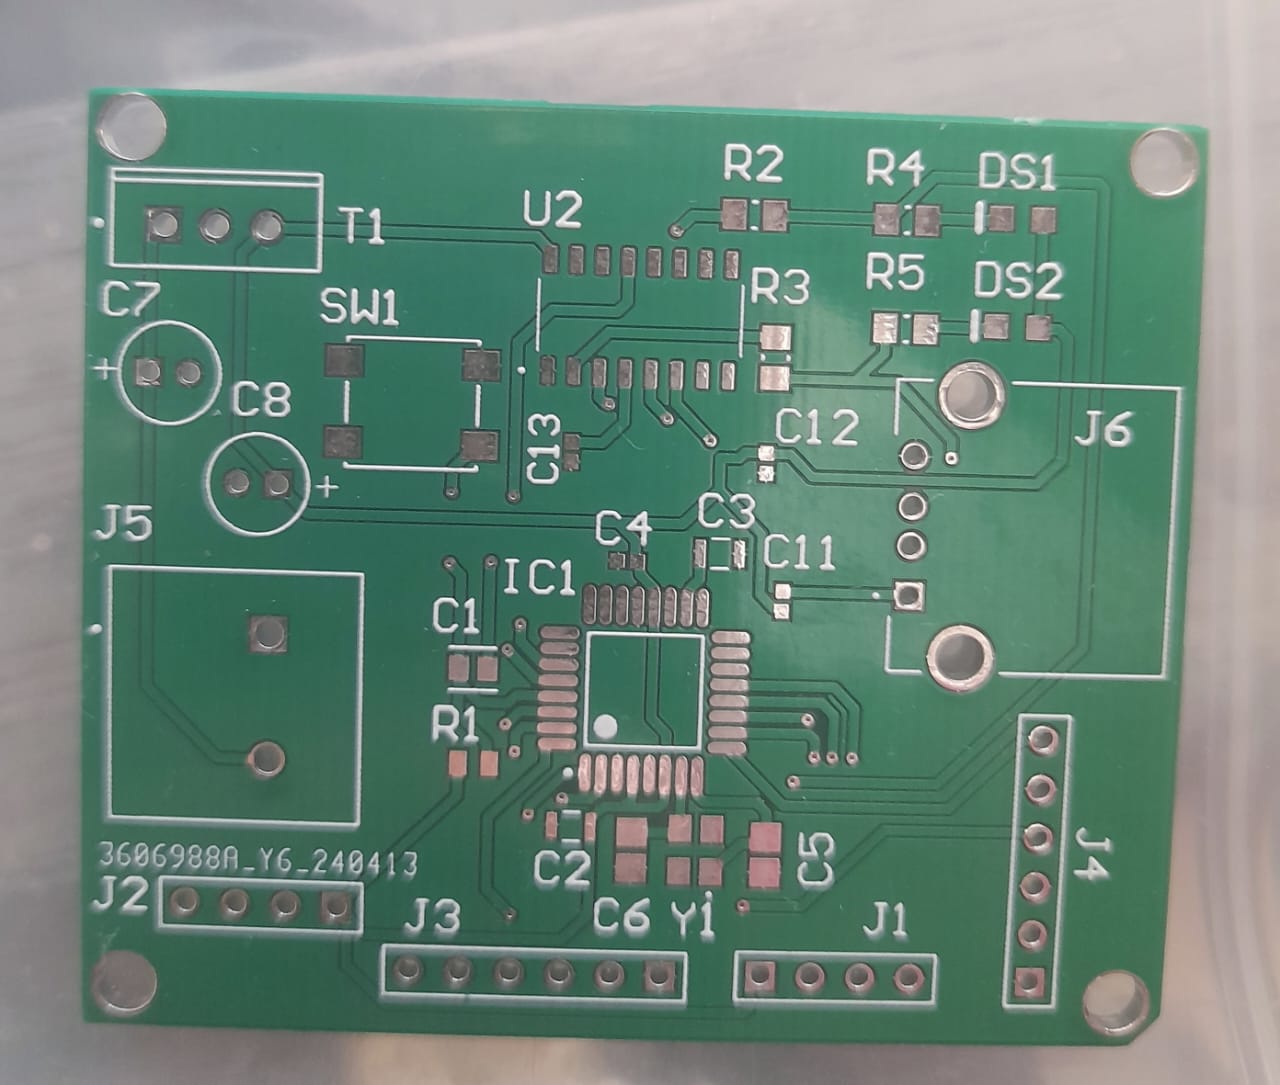 R2
R4
DS1
U2
T1
R3
R5
DS2
C7
SW1
+
C8
C13
C12
J6
+
J5
C4
C3
C11
IC1
C1
R1
C2
C5
J4
3606988A_Y6_240413
J2
J3
C6
Y1
J1